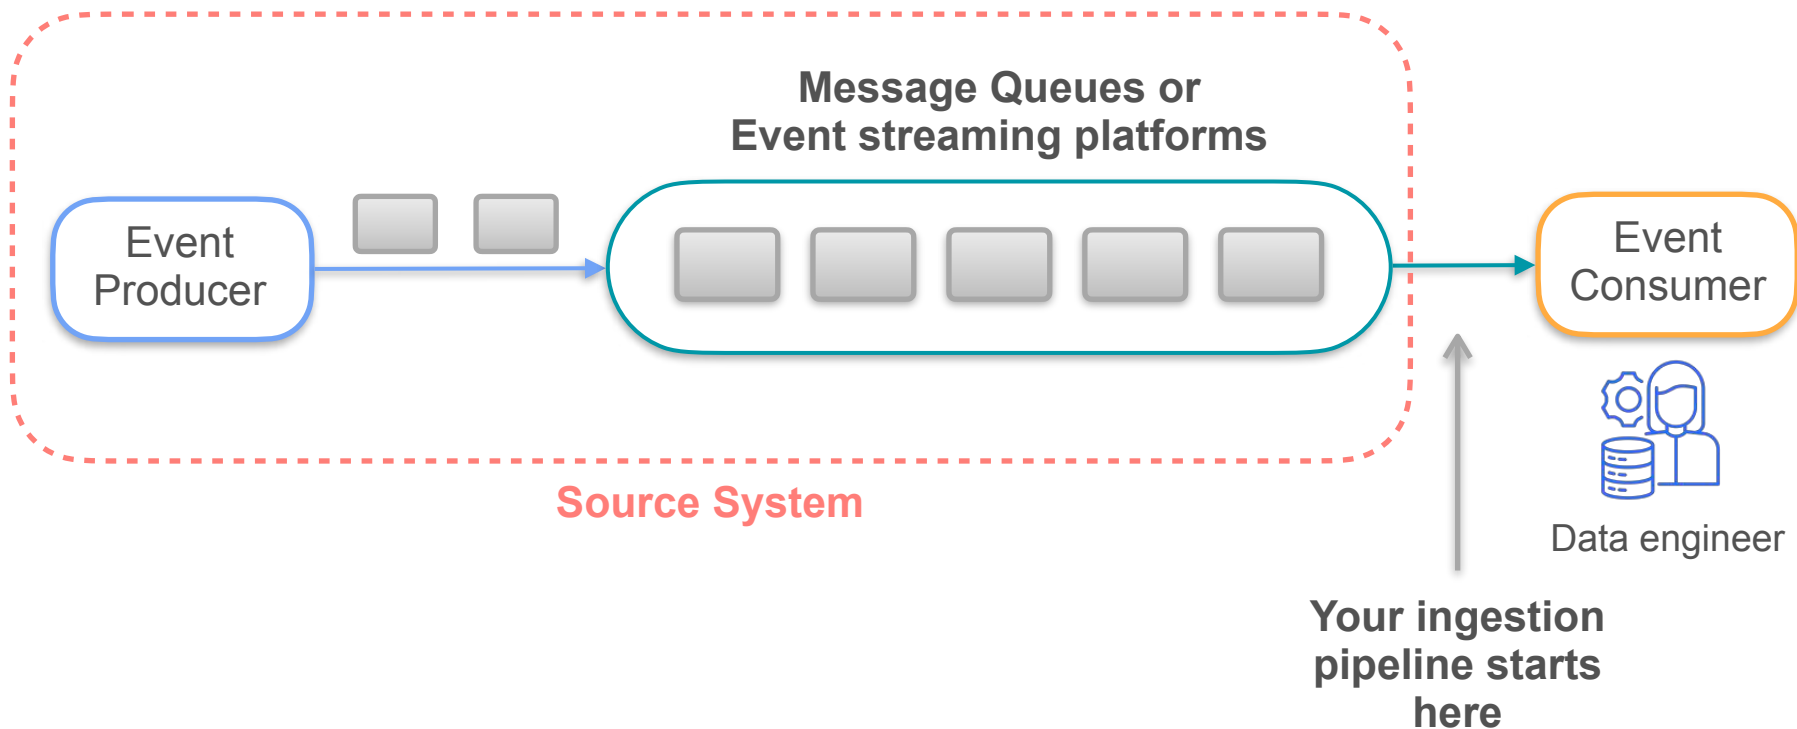 Message Queues or
Event streaming platforms
Event
Producer
Event
Consumer
Source System
Data engineer
Your ingestion
pipeline starts
here